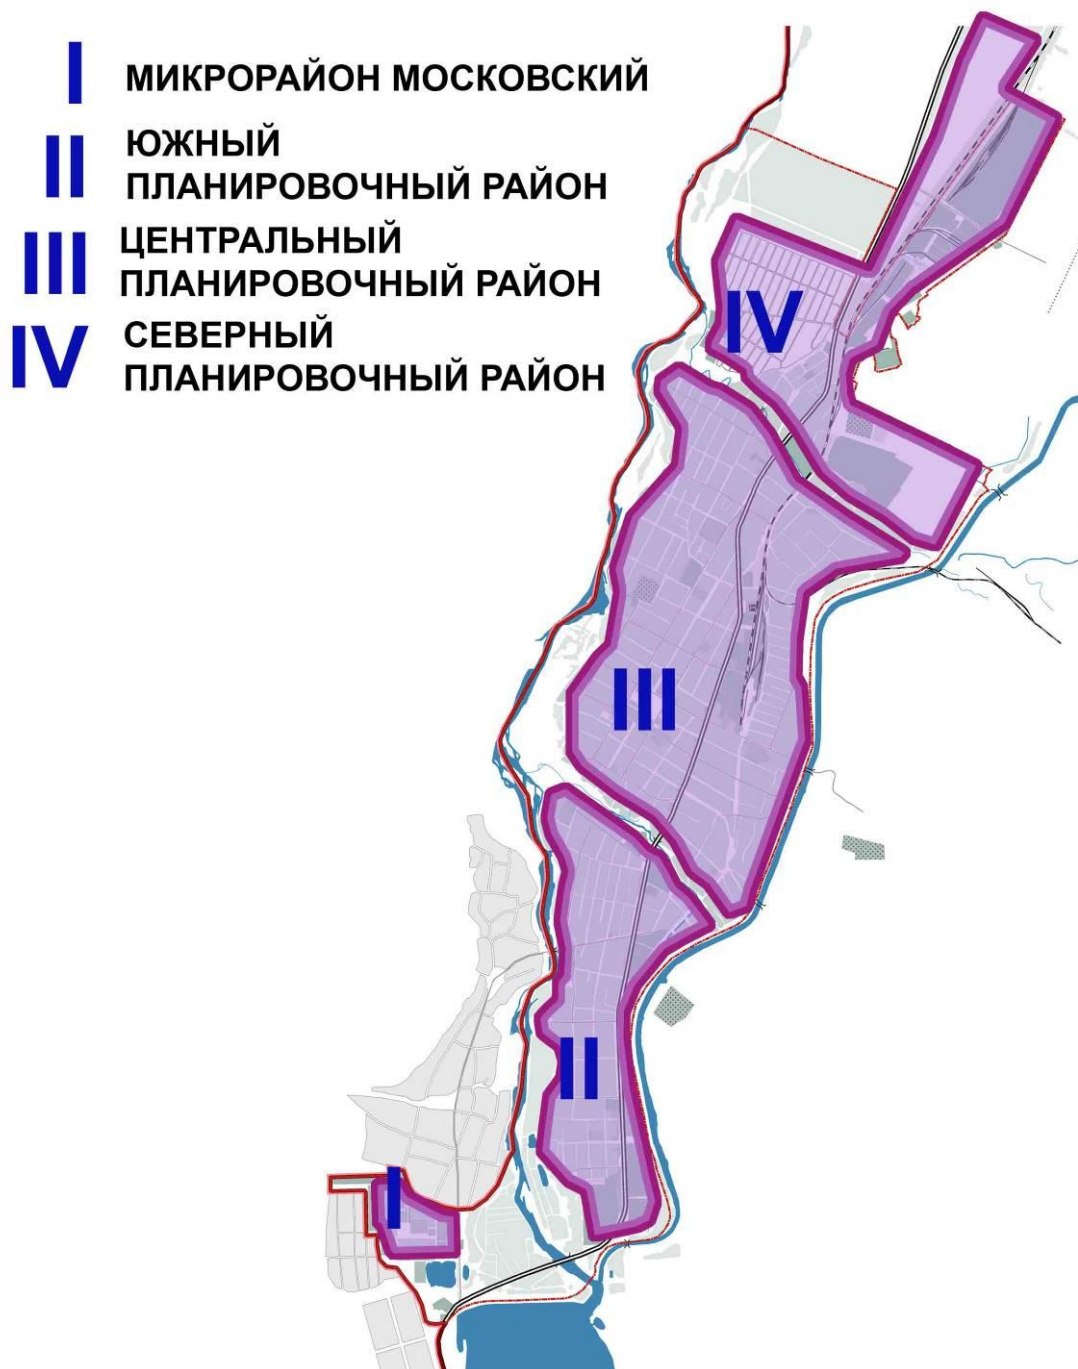 I МИКРОРАЙОН МОСКОВСКИЙ
II ЮЖНЫЙ
ПЛАНИРОВОЧНЫЙ РАЙОН
III ЦЕНТРАЛЬНЫЙ
ПЛАНИРОВОЧНЫЙ РАЙОН
IV СЕВЕРНЫЙ
ПЛАНИРОВОЧНЫЙ РАЙОН
IV
III
II
I